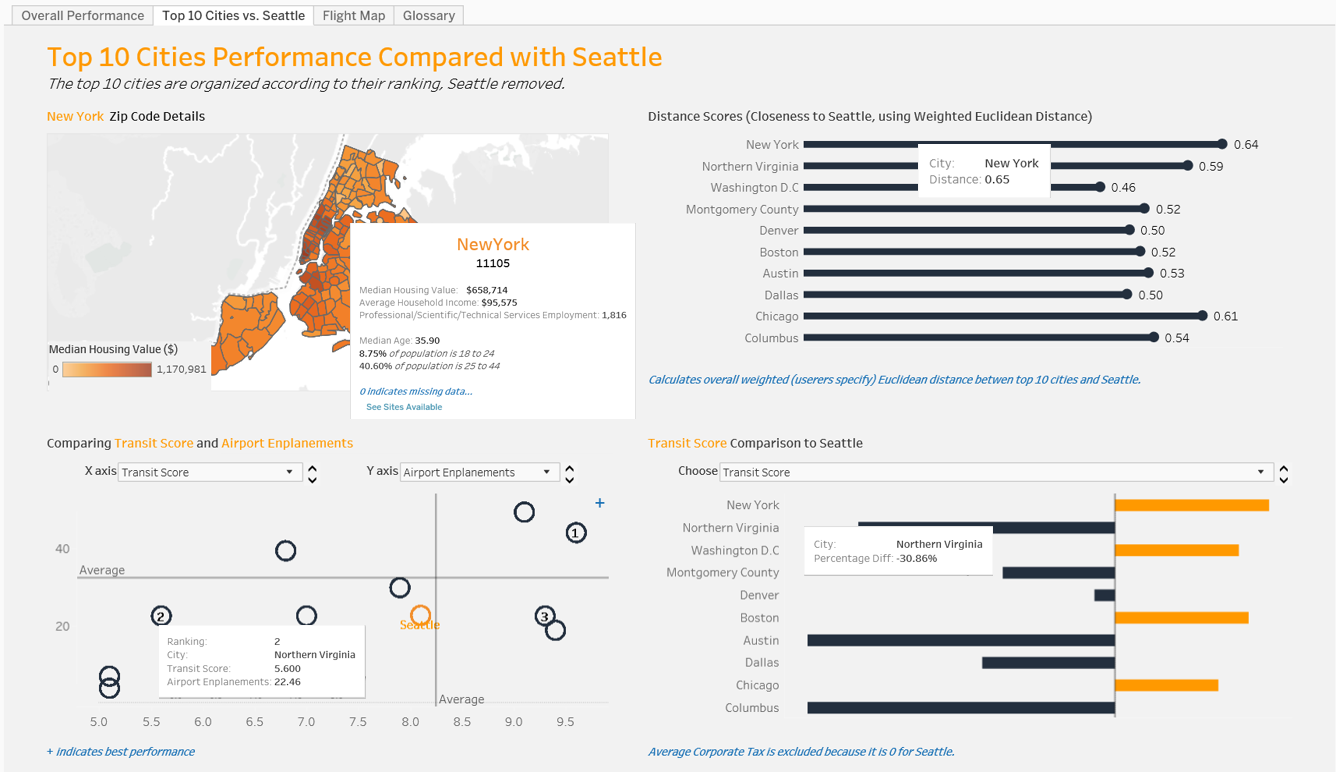 Overall Performance
Top 10 Cities vs. Seattle
Flight Map
Glossary
Top 10 Cities Performance Compared with Seattle
The top 10 cities are organized according to their ranking, Seattle removed.
New York Zip Code Details
NewYork
11105
Median Housing Value: $658,714
Average Household Income: $95,575
Professional/Scientific/Technical Services Employment: 1,816
Median Age: 35.90
8.75% of population is 18 to 24
40.60% of population is 25 to 44
0 indicates missing data...
See Sites Available
Median Housing Value ($)
0
1,170,981
Distance Scores (Closeness to Seattle, using Weighted Euclidean Distance)
New York 0.64
Northern Virginia 0.59
Washington D.C 0.46
Montgomery County 0.52
Denver 0.50
Boston 0.52
Austin 0.53
Dallas 0.50
Chicago 0.61
Columbus 0.54
City: New York
Distance: 0.65
Calculates overall weighted (userers specify) Euclidean distance betwen top 10 cities and Seattle.
Comparing Transit Score and Airport Enplanements
X axis Transit Score
Y axis Airport Enplanements
+
1
40
Average
2
3
20
Seattle
Ranking: 2
City: Northern Virginia
Transit Score: 5.600
Airport Enplanements: 22.46
Average
5.0 5.5 6.0 6.5 7.0 7.5 8.0 8.5 9.0 9.5
+ indicates best performance
Transit Score Comparison to Seattle
Choose Transit Score
New York
Northern Virginia
Washington D.C
Montgomery County
Denver
Boston
Austin
Dallas
Chicago
Columbus
City: Northern Virginia
Percentage Diff: -30.86%
Average Corporate Tax is excluded because it is 0 for Seattle.